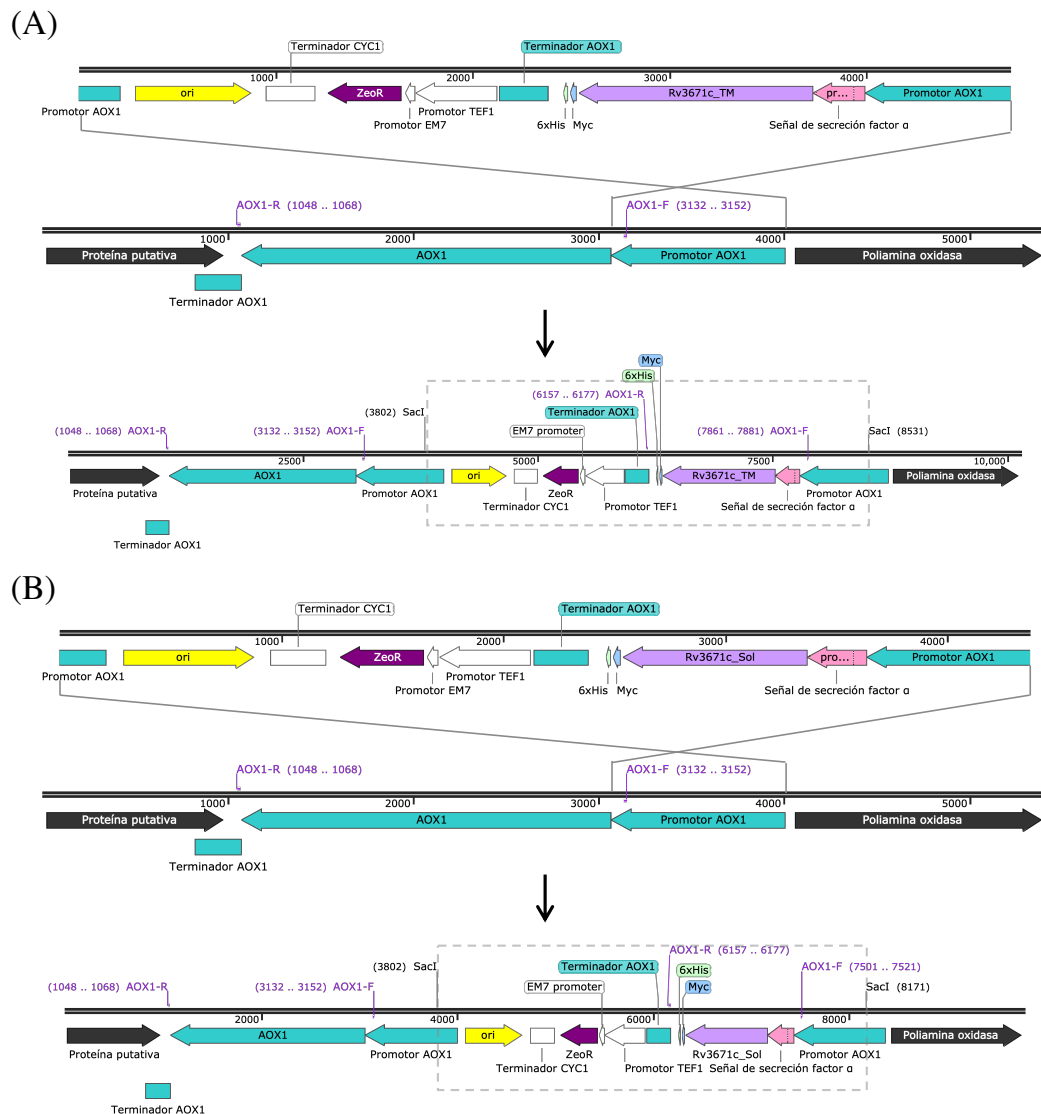 (A)
Terminador CYC1
Terminador AOX1
1000
2000
3000
4000
ori
ZeoR
Rv3671c_TM
pr...
Promotor AOX1
Promotor AOX1
Promotor TEF1
Promotor EM7
6xHis
Myc
Señal de secreción factor α
AOX1-R (1048 .. 1068)
AOX1-F (3132 .. 3152)
1000
2000
3000
4000
5000
Proteína putativa
AOX1
Promotor AOX1
Poliamina oxidasa
Terminador AOX1
Myc
6xHis
(6157 .. 6177) AOX1-R
(3802) SacI
Terminador AOX1
(1048 .. 1068) AOX1-R
(3132 .. 3152) AOX1-F
EM7 promoter
(7861 .. 7881) AOX1-F
SacI (8531)
2500
5000
7500
10,000
AOX1
ori
Rv3671c_TM
Poliamina oxidasa
Proteína putativa
Promotor AOX1
ZeoR
Promotor AOX1
Terminador CYC1
Promotor TEF1
Señal de secreción factor α
Terminador AOX1
(B)
Terminador CYC1
Terminador AOX1
1000
2000
3000
4000
ori
ZeoR
Rv3671c_Sol
pro...
Promotor AOX1
Promotor AOX1
Promotor TEF1
Promotor EM7
6xHis
Myc
Señal de secreción factor α
AOX1-R (1048 .. 1068)
AOX1-F (3132 .. 3152)
1000
2000
3000
4000
5000
Proteína putativa
AOX1
Promotor AOX1
Poliamina oxidasa
Terminador AOX1
AOX1-R (6157 .. 6177)
(3802) SacI
Terminador AOX1
6xHis
AOX1-F (7501 .. 7521)
(1048 .. 1068) AOX1-R
(3132 .. 3152) AOX1-F
EM7 promoter
Myc
SacI (8171)
2000
4000
6000
8000
AOX1
ori
Poliamina oxidasa
Proteína putativa
Promotor AOX1
ZeoR
Rv3671c_Sol
Promotor AOX1
Terminador CYC1
Promotor TEF1
Señal de secreción factor α
Terminador AOX1